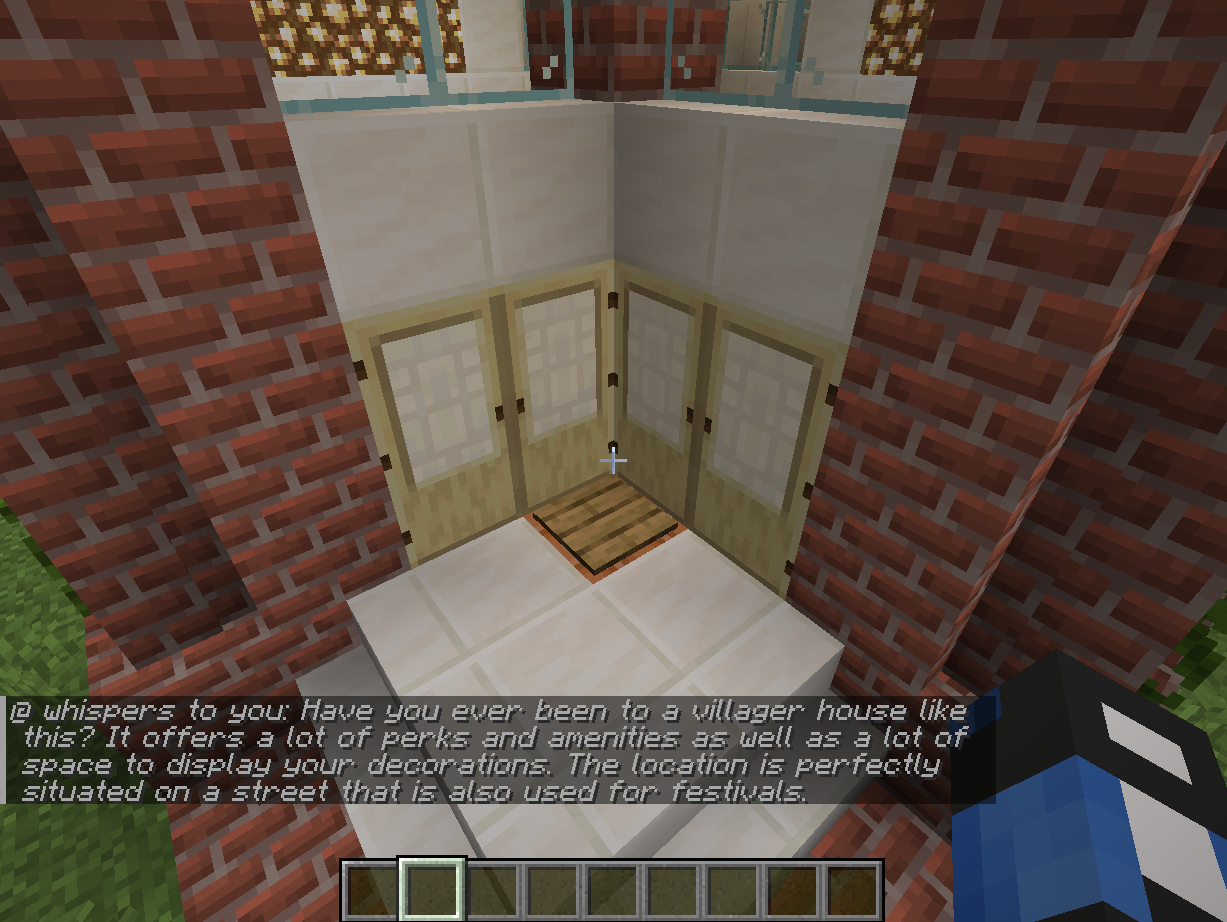 @ whispers to you: Have you ever been to a villager house like
this? It offers a lot of perks and amenities as well as a lot of
space to display your decorations. The location is perfectly
situated on a street that is also used for festivals.